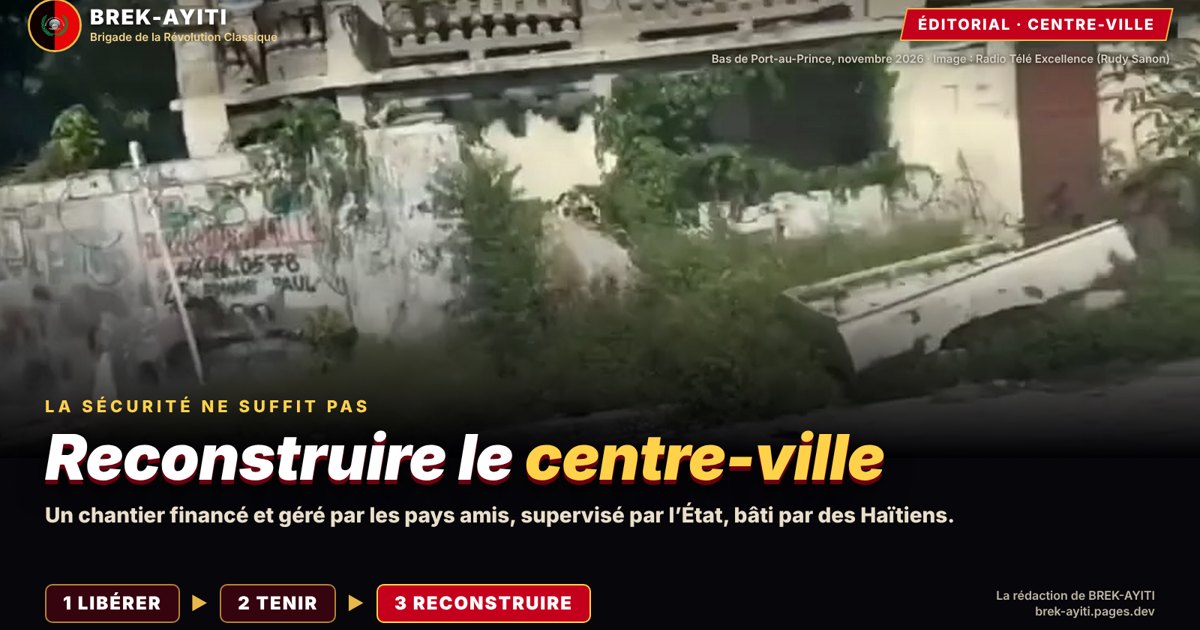 BREK-AYITI
Brigade de la Révolution Classique
ÉDITORIAL · CENTRE-VILLE
Bas de Port-au-Prince, novembre 2026 · Image : Radio Télé Excellence (Rudy Sanon)
PAUL
LA SÉCURITÉ NE SUFFIT PAS
Reconstruire le centre-ville
Un chantier financé et géré par les pays amis, supervisé par l’État, bâti par des Haïtiens.
1 LIBÉRER
2 TENIR
3 RECONSTRUIRE
La rédaction de BREK-AYITI
brek-ayiti.pages.dev